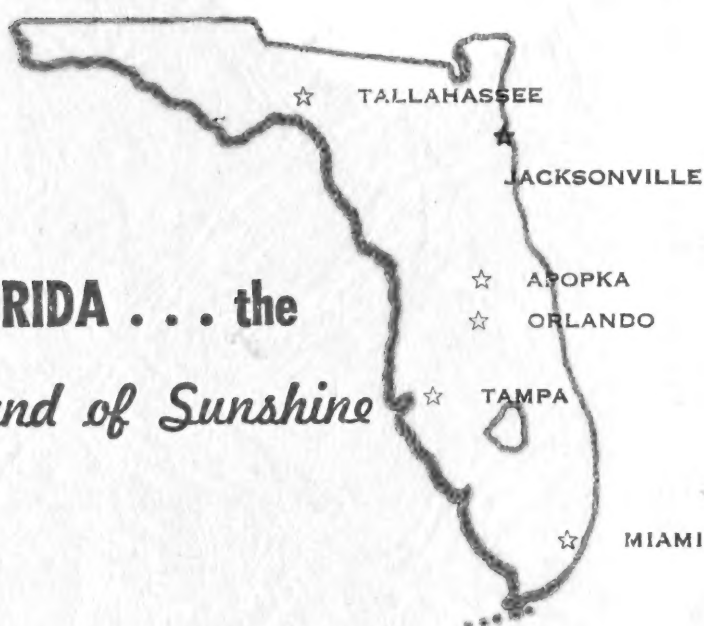 TALLAHASSEE
JACKSONVILLE
APOPKA
RIDA . . . the
ORLANDO
nd of Sunshine
TAMPA
MIAMI